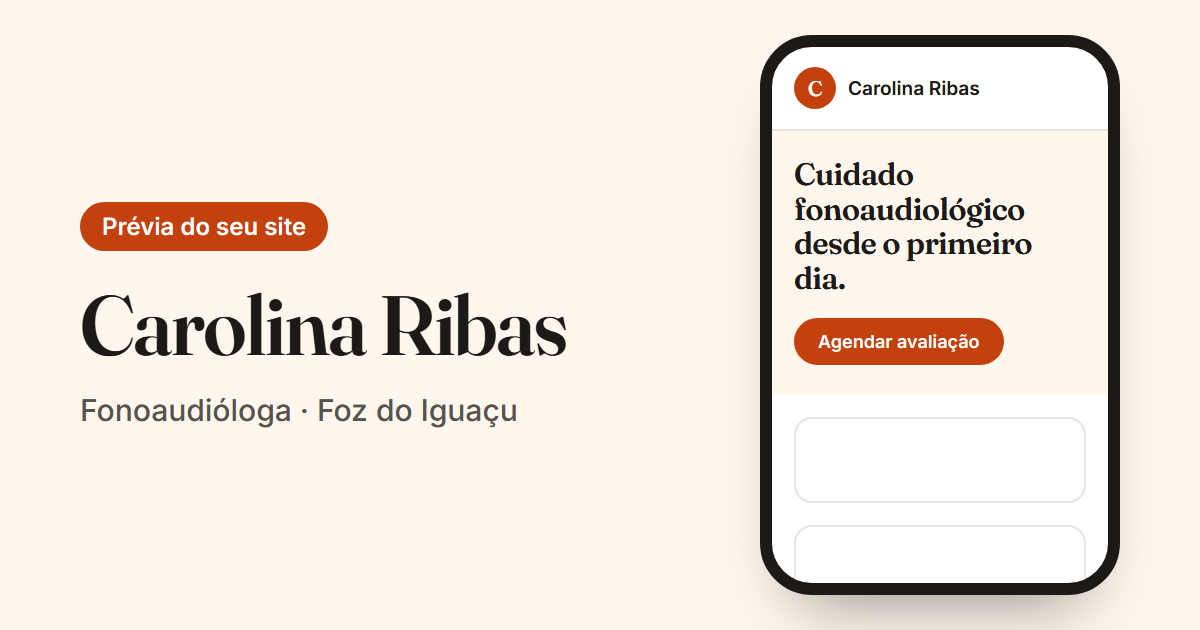 Prévia do seu site
Carolina Ribas
Fonoaudióloga · Foz do Iguaçu
C
Carolina Ribas
Cuidado
fonoaudiológico
desde o primeiro
dia.
Agendar avaliação